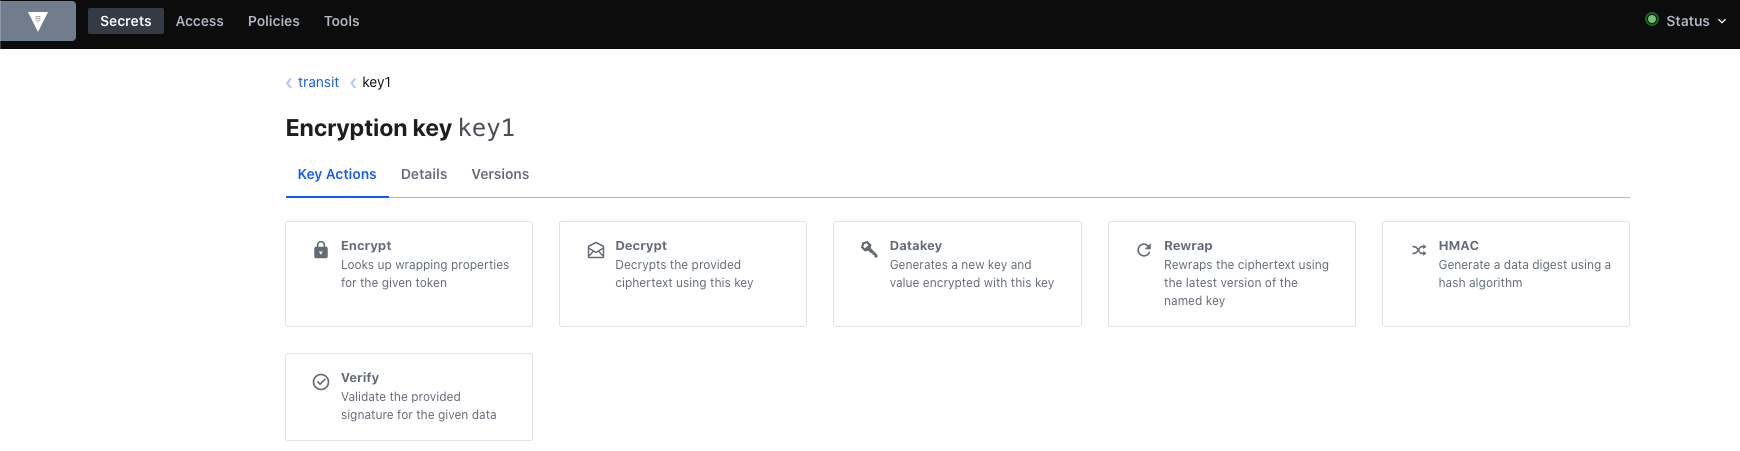 Secrets Access Policies Tools Status
transit key1
Encryption key key1
Key Actions Details Versions
Encrypt
Looks up wrapping properties
for the given token
Decrypt
Decrypts the provided
ciphertext using this key
Datakey
Generates a new key and
value encrypted with this key
Rewrap
Rewraps the ciphertext using
the latest version of the
named key
HMAC
Generate a data digest using a
hash algorithm
Verify
Validate the provided
signature for the given data